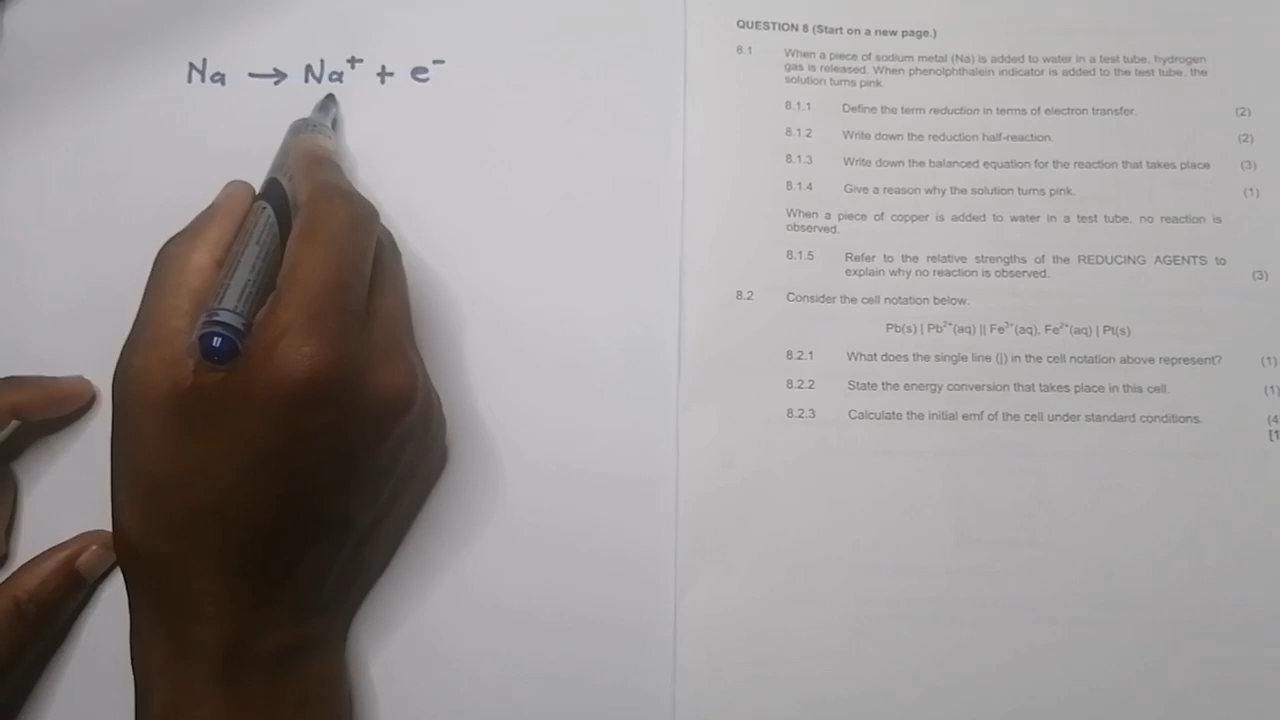 Na → Na⁺ + e⁻
QUESTION 8 (Start on a new page.)
8.1 When a piece of sodium metal (Na) is added to water in a test tube, hydrogen
gas is released. When phenolphthalein indicator is added to the test tube, the
solution turns pink.
8.1.1 Define the term reduction in terms of electron transfer. (2)
8.1.2 Write down the reduction half-reaction. (2)
8.1.3 Write down the balanced equation for the reaction that takes place (3)
8.1.4 Give a reason why the solution turns pink. (1)
When a piece of copper is added to water in a test tube, no reaction is
observed.
8.1.5 Refer to the relative strengths of the REDUCING AGENTS to
explain why no reaction is observed. (3)
8.2 Consider the cell notation below.
Pb(s) | Pb²⁺(aq) || Fe³⁺(aq), Fe²⁺(aq) | Pt(s)
8.2.1 What does the single line (|) in the cell notation above represent? (1)
8.2.2 State the energy conversion that takes place in this cell. (1)
8.2.3 Calculate the initial emf of the cell under standard conditions. (4
[1